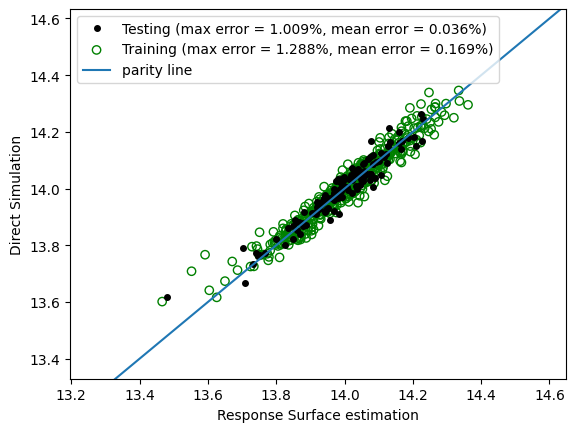 Testing (max error = 1.009%, mean error = 0.036%)
Training (max error = 1.288%, mean error = 0.169%)
parity line
14.6
14.4
14.2
14.0
13.8
13.6
13.4
Direct Simulation
13.2 13.4 13.6 13.8 14.0 14.2 14.4 14.6
Response Surface estimation